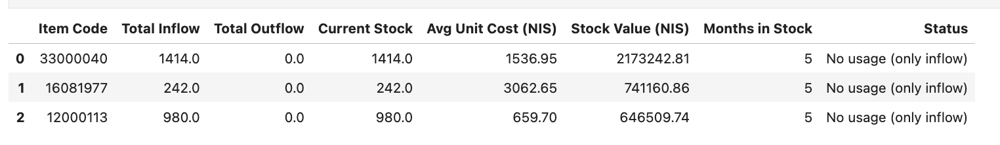 Item Code Total Inflow Total Outflow Current Stock Avg Unit Cost (NIS) Stock Value (NIS) Months in Stock Status
0 33000040 1414.0 0.0 1414.0 1536.95 2173242.81 5 No usage (only inflow)
1 16081977 242.0 0.0 242.0 3062.65 741160.86 5 No usage (only inflow)
2 12000113 980.0 0.0 980.0 659.70 646509.74 5 No usage (only inflow)